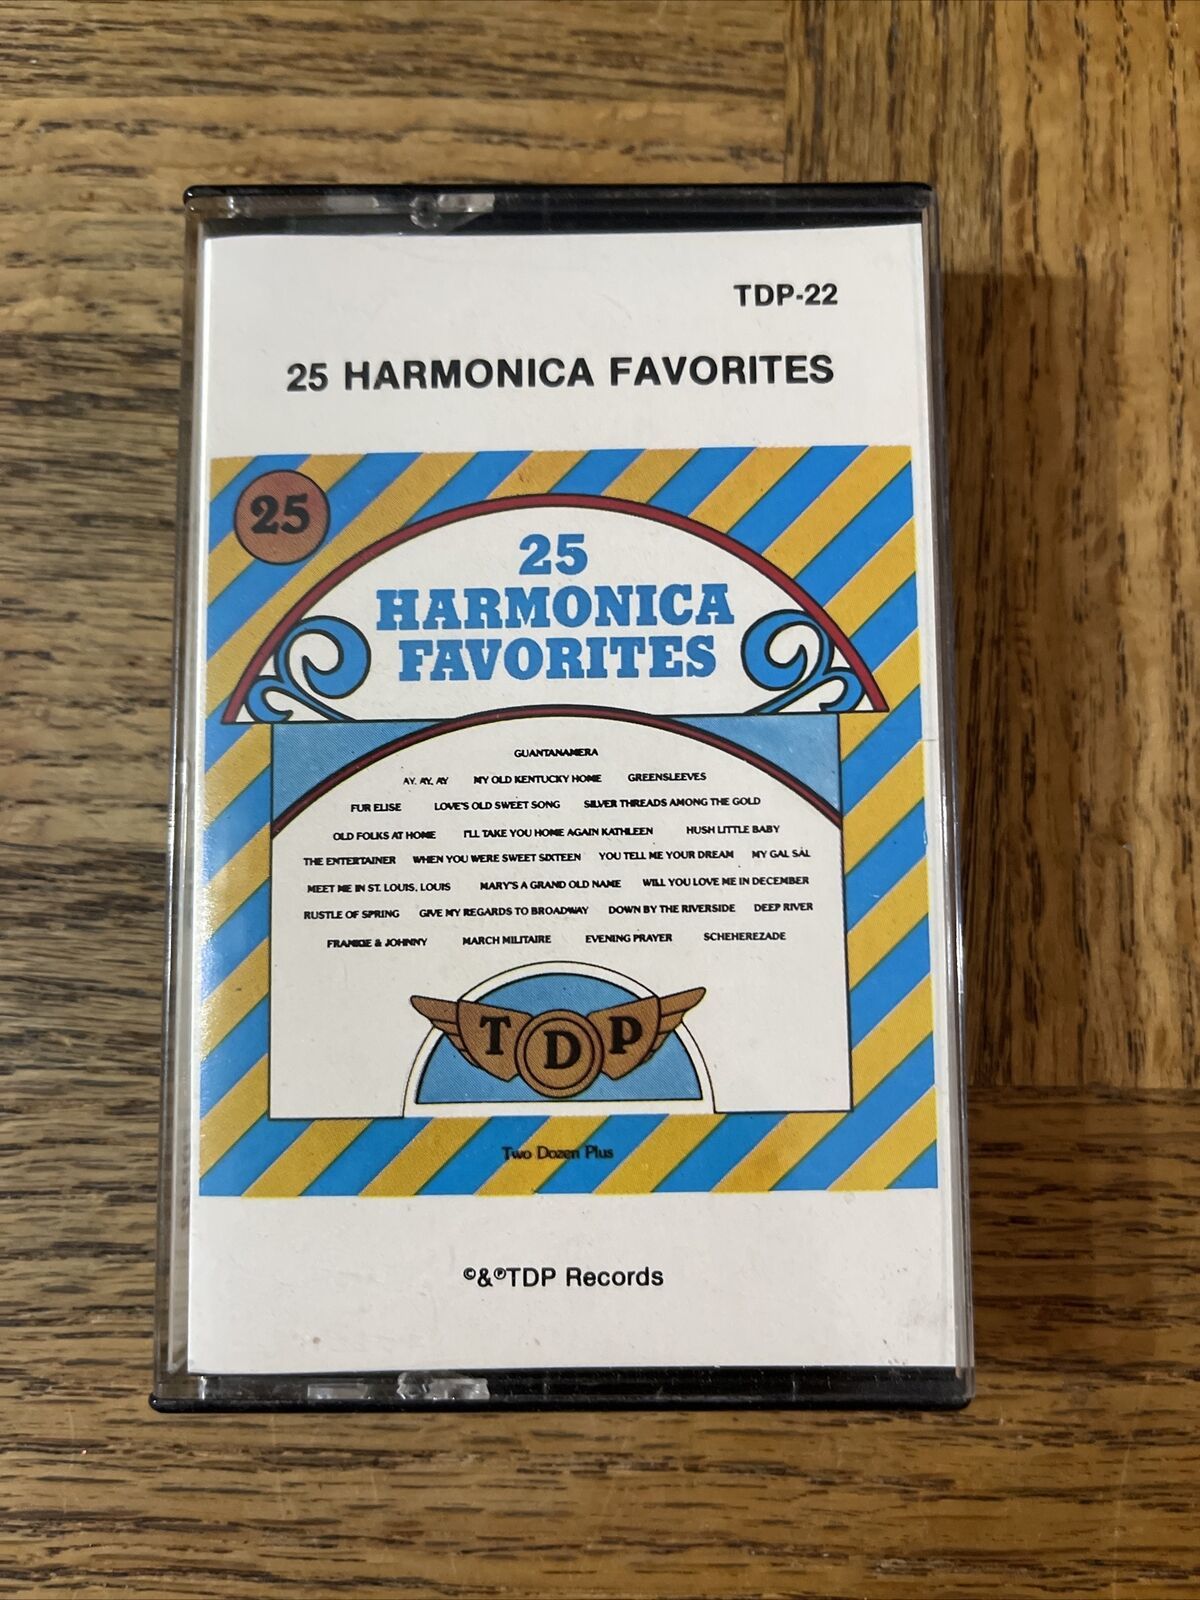 TDP-22
25 HARMONICA FAVORITES
25
25
HARMONICA
FAVORITES
GUANTANAMERA
AY, AY, AY MY OLD KENTUCKY HOME GREENSLEEVES
FUR ELISE LOVE'S OLD SWEET SONG SILVER THREADS AMONG THE GOLD
OLD FOLKS AT HOME I'LL TAKE YOU HOME AGAIN KATHLEEN HUSH LITTLE BABY
THE ENTERTAINER WHEN YOU WERE SWEET SIXTEEN YOU TELL ME YOUR DREAM MY GAL SAL
MEET ME IN ST. LOUIS, LOUIS MARY'S A GRAND OLD NAME WILL YOU LOVE ME IN DECEMBER
RUSTLE OF SPRING GIVE MY REGARDS TO BROADWAY DOWN BY THE RIVERSIDE DEEP RIVER
FRANKIE & JOHNNY MARCH MILITAIRE EVENING PRAYER SCHEHEREZADE
TDP
Two Dozen Plus
©&℗TDP Records